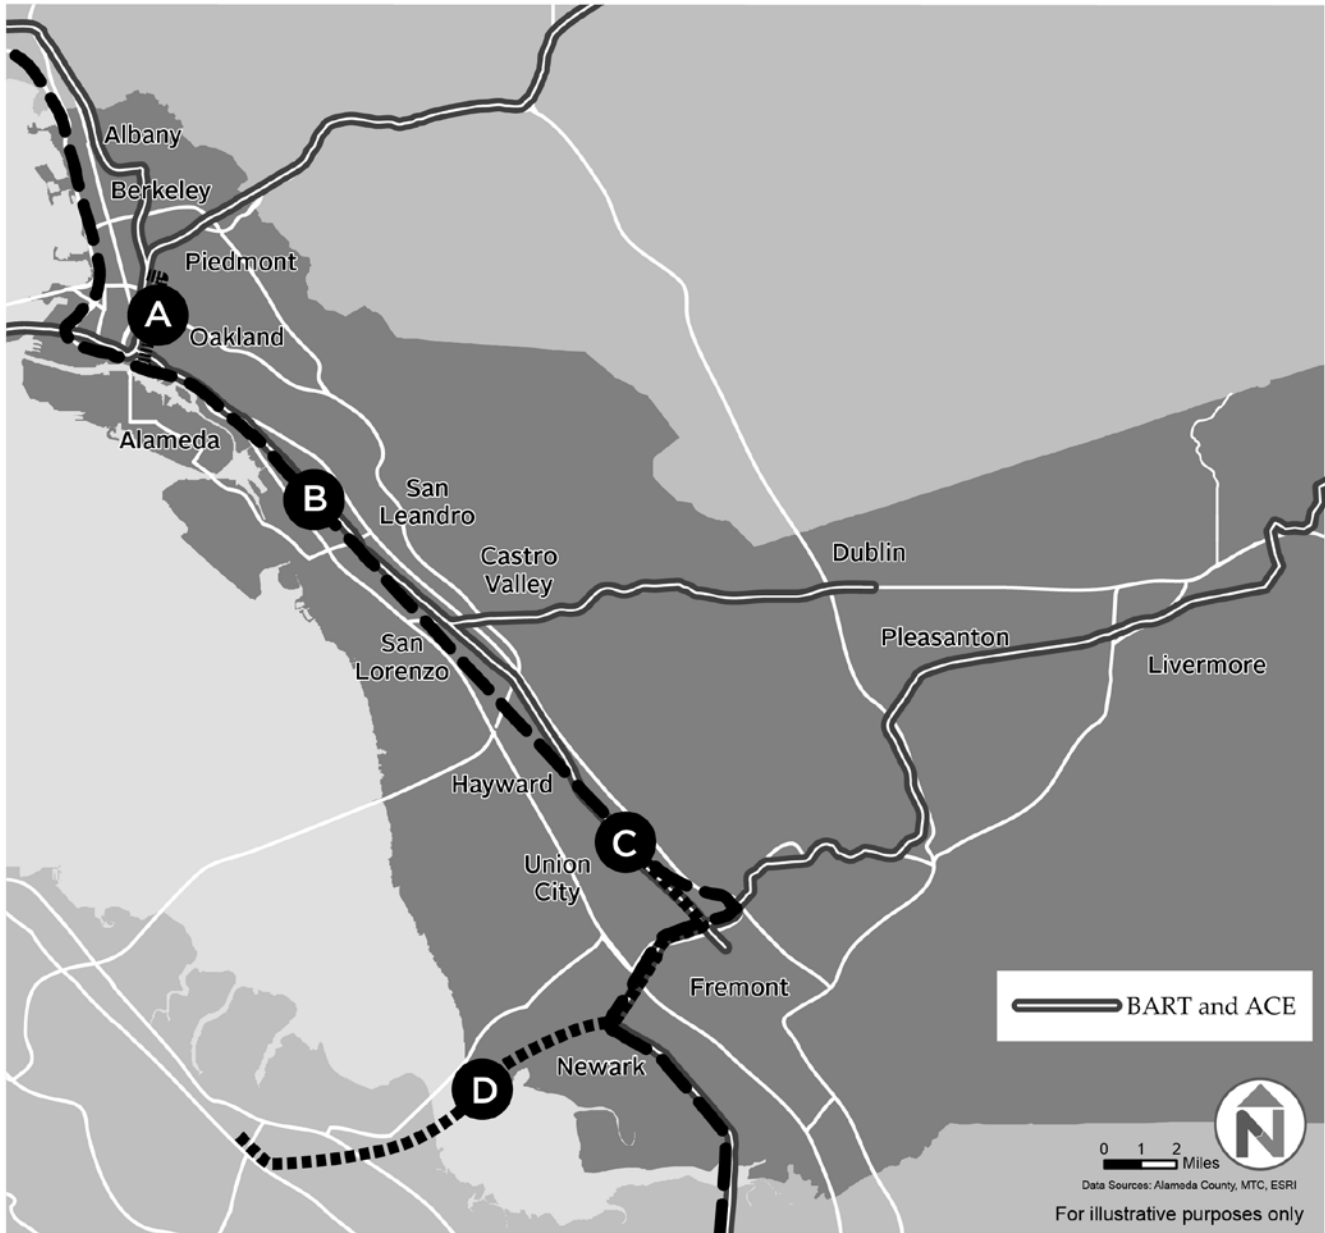 Albany
Berkeley
Piedmont
A
Oakland
Alameda
B
San
Leandro
Castro
Valley
Dublin
San
Lorenzo
Pleasanton
Livermore
Hayward
C
Union
City
Fremont
BART and ACE
Newark
D
N
0 1 2
Miles
Data Sources: Alameda County, MTC, ESRI
For illustrative purposes only